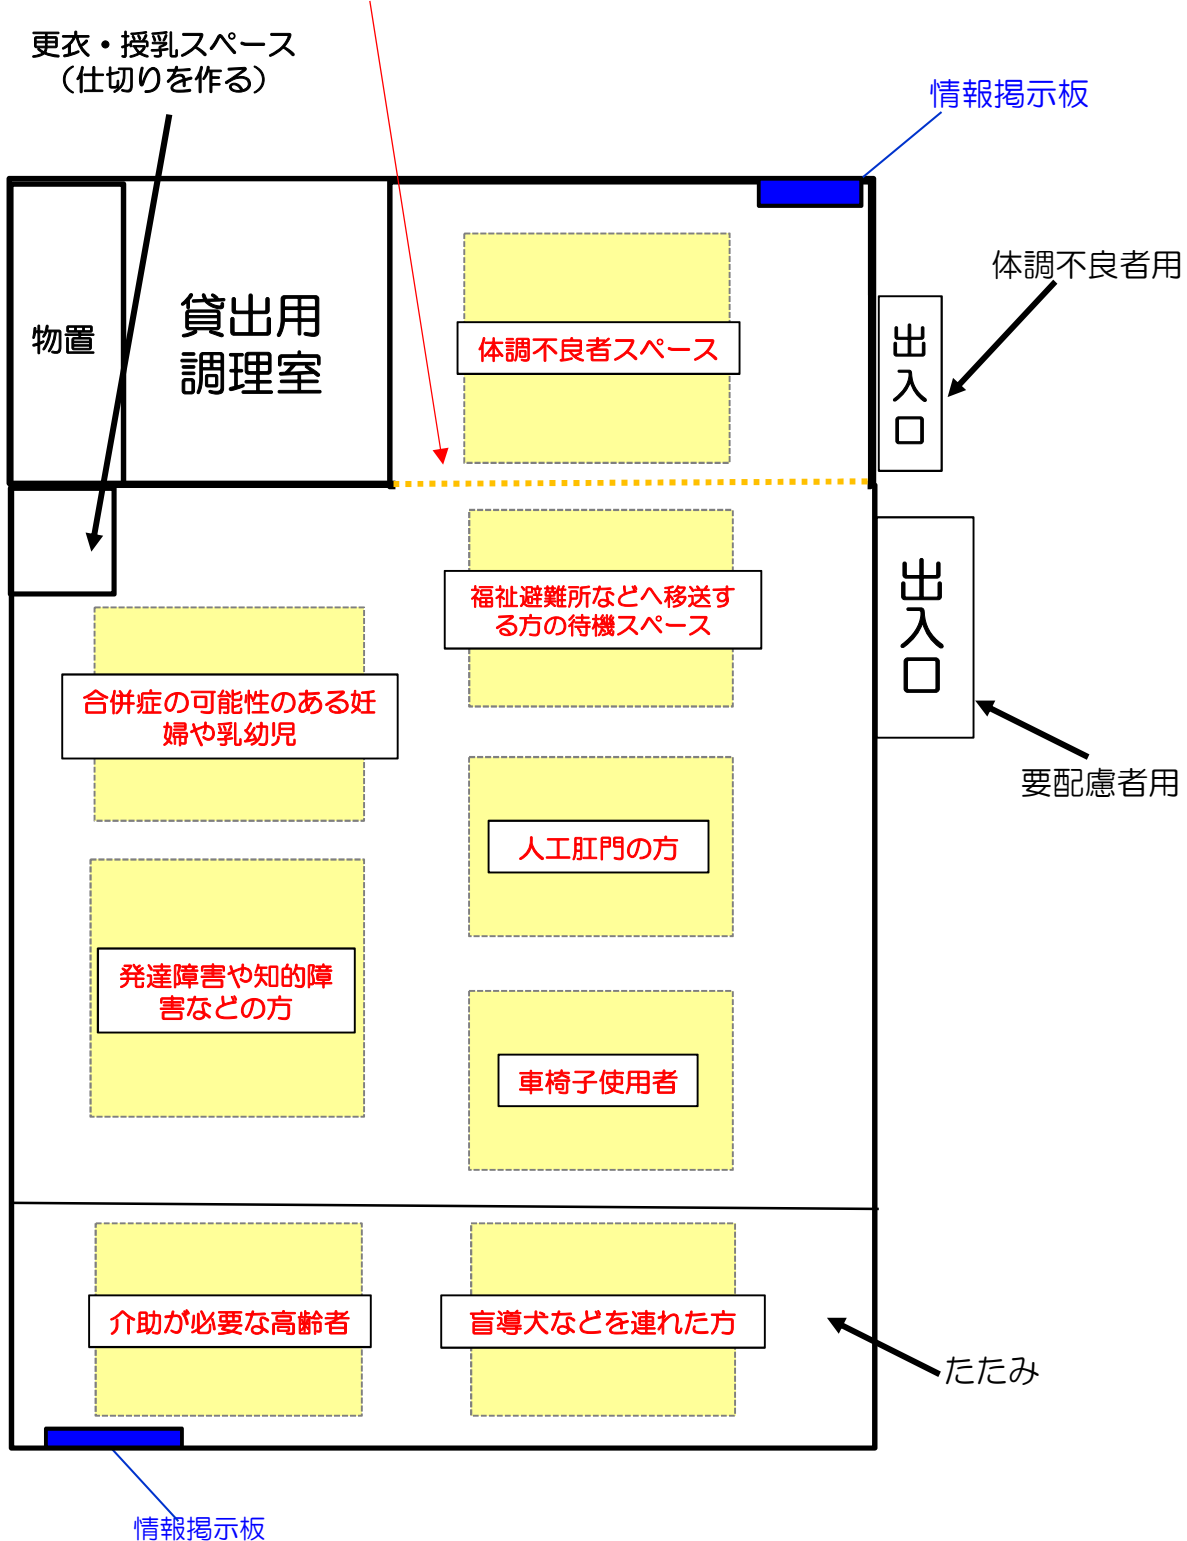 更衣・授乳スペース
（仕切りを作る）
情報掲示板
体調不良者用
物置
貸出用
調理室
体調不良者スペース
出
入
口
福祉避難所などへ移送す
る方の待機スペース
出
入
口
合併症の可能性のある妊
婦や乳幼児
要配慮者用
人工肛門の方
発達障害や知的障
害などの方
車椅子使用者
介助が必要な高齢者
盲導犬などを連れた方
たたみ
情報掲示板